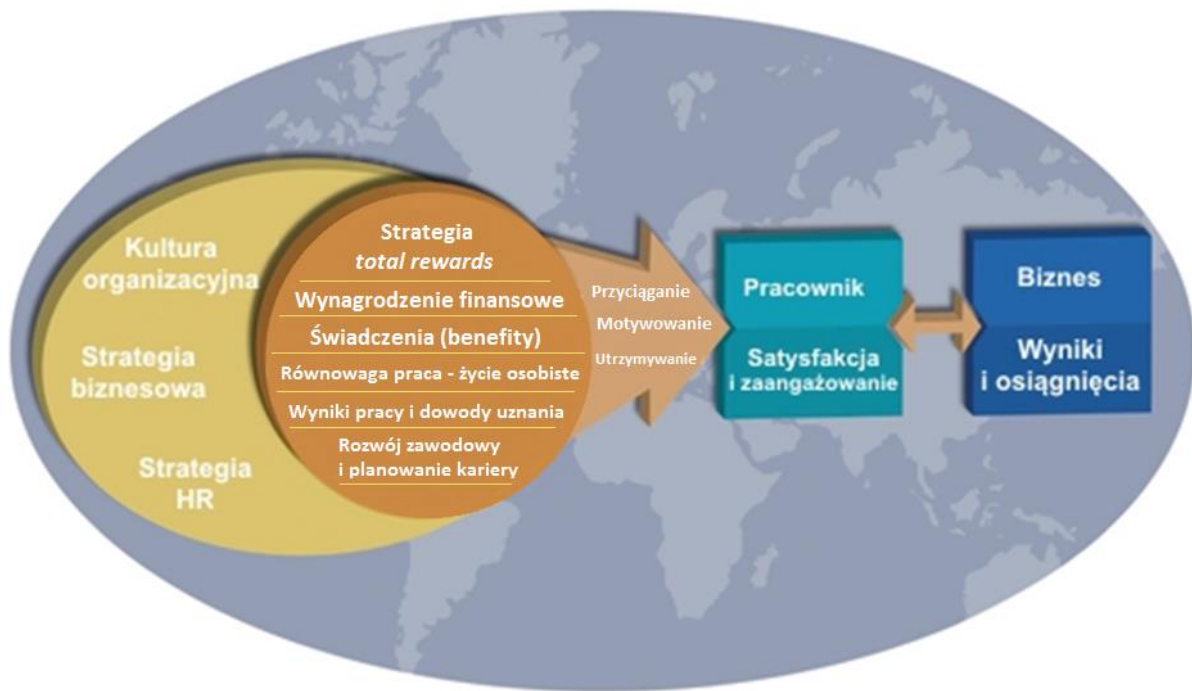 Kultura
organizacyjna
Strategia
biznesowa
Strategia
HR
Strategia
total rewards
Wynagrodzenie finansowe
Świadczenia (benefity)
Równowaga praca - życie osobiste
Wyniki pracy i dowody uznania
Rozwój zawodowy
i planowanie kariery
Przyciąganie
Motywowanie
Utrzymywanie
Pracownik
Satysfakcja
i zaangażowanie
Biznes
Wyniki
i osiągnięcia